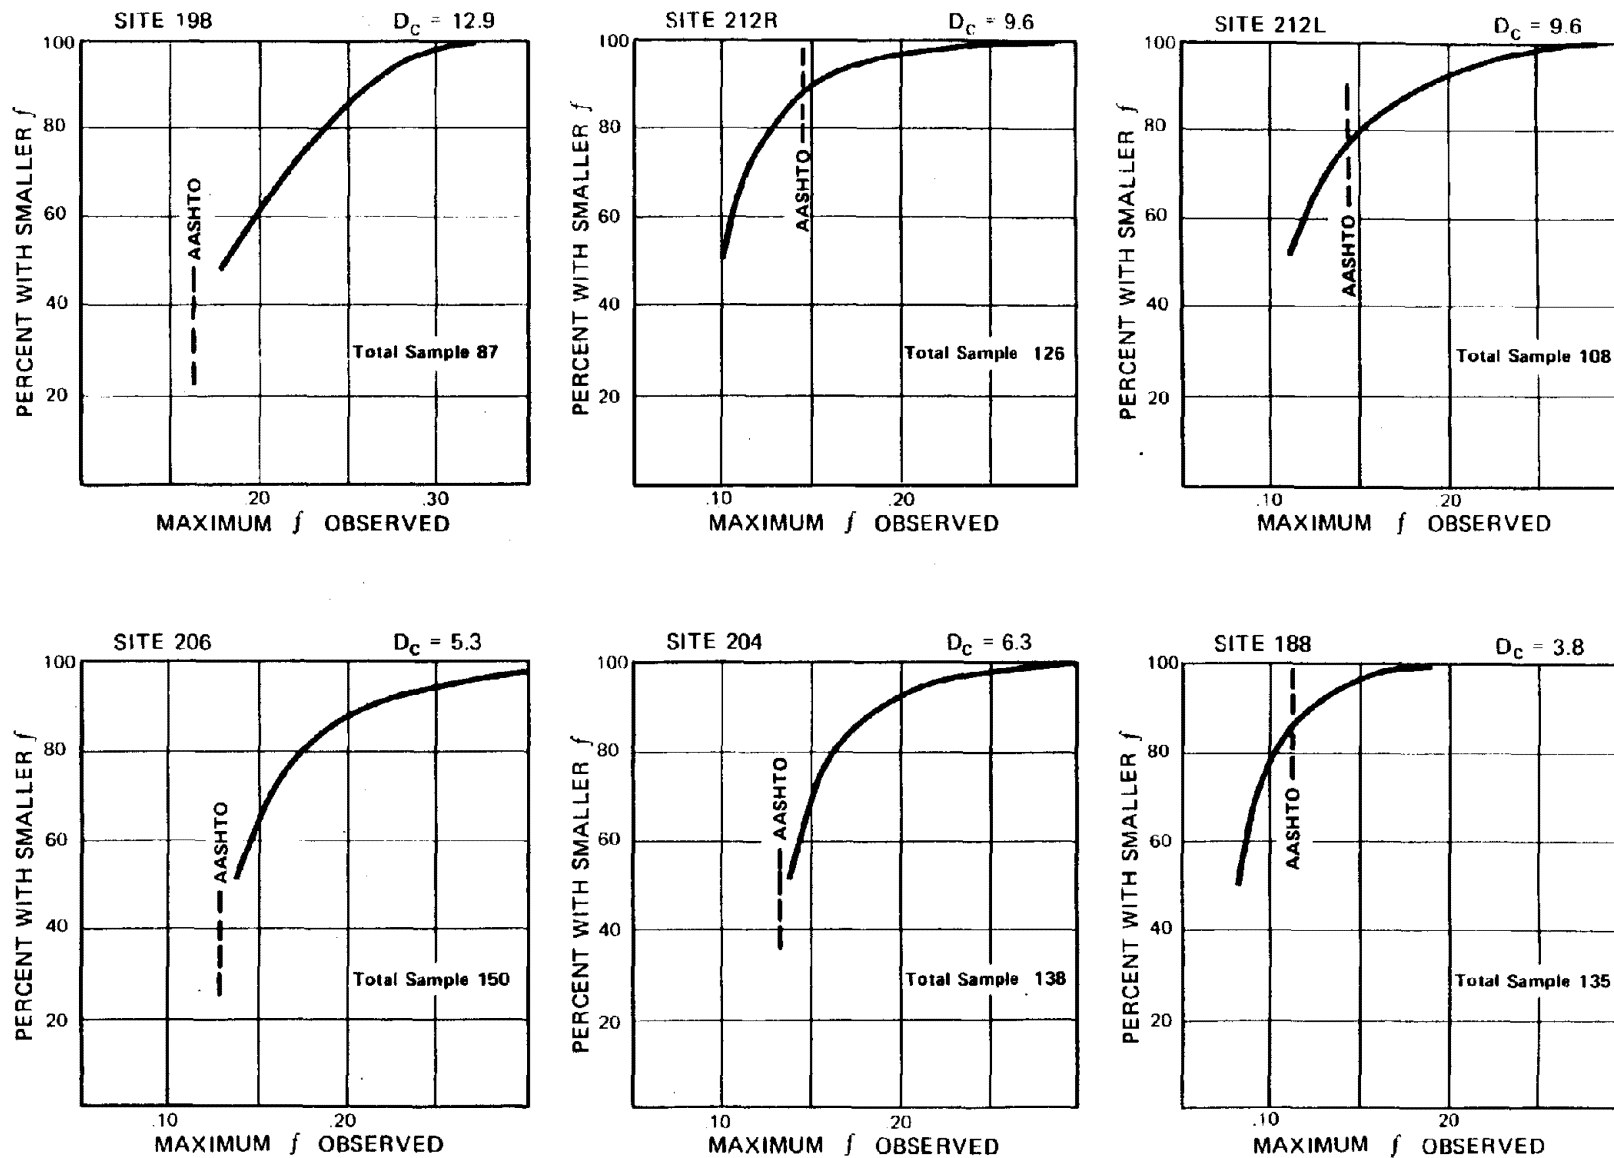 SITE 198 D_c = 12.9
100
80
60
40
20
PERCENT WITH SMALLER f
AASHTO
Total Sample 87
.20 .30
MAXIMUM f OBSERVED
SITE 212R D_c = 9.6
100
80
60
40
20
PERCENT WITH SMALLER f
AASHTO
Total Sample 126
.10 .20
MAXIMUM f OBSERVED
SITE 212L D_c = 9.6
100
80
60
40
20
PERCENT WITH SMALLER f
AASHTO
Total Sample 108
.10 .20
MAXIMUM f OBSERVED
SITE 206 D_c = 5.3
100
80
60
40
20
PERCENT WITH SMALLER f
AASHTO
Total Sample 150
.10 .20
MAXIMUM f OBSERVED
SITE 204 D_c = 6.3
100
80
60
40
20
PERCENT WITH SMALLER f
AASHTO
Total Sample 138
.10 .20
MAXIMUM f OBSERVED
SITE 188 D_c = 3.8
100
80
60
40
20
PERCENT WITH SMALLER f
AASHTO
Total Sample 135
.10 .20
MAXIMUM f OBSERVED